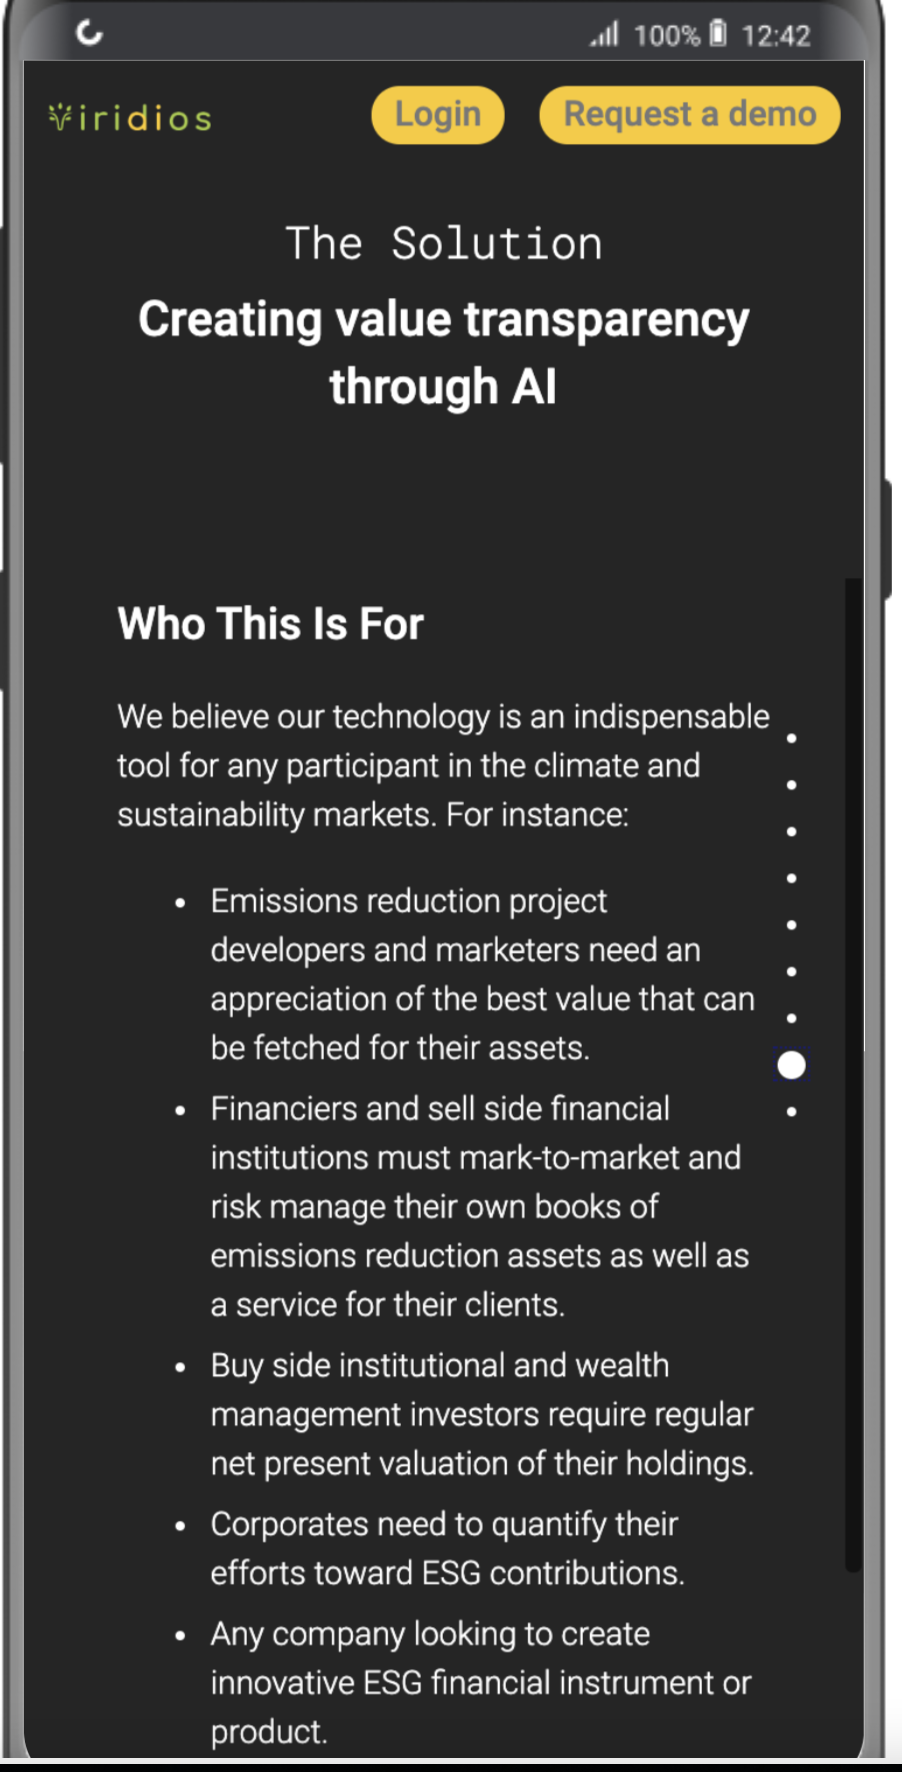 100% 12:42
Viridios Login Request a demo
The Solution
Creating value transparency
through AI
Who This Is For
We believe our technology is an indispensable
tool for any participant in the climate and
sustainability markets. For instance:
• Emissions reduction project
developers and marketers need an
appreciation of the best value that can
be fetched for their assets.
• Financiers and sell side financial
institutions must mark-to-market and
risk manage their own books of
emissions reduction assets as well as
a service for their clients.
• Buy side institutional and wealth
management investors require regular
net present valuation of their holdings.
• Corporates need to quantify their
efforts toward ESG contributions.
• Any company looking to create
innovative ESG financial instrument or
product.